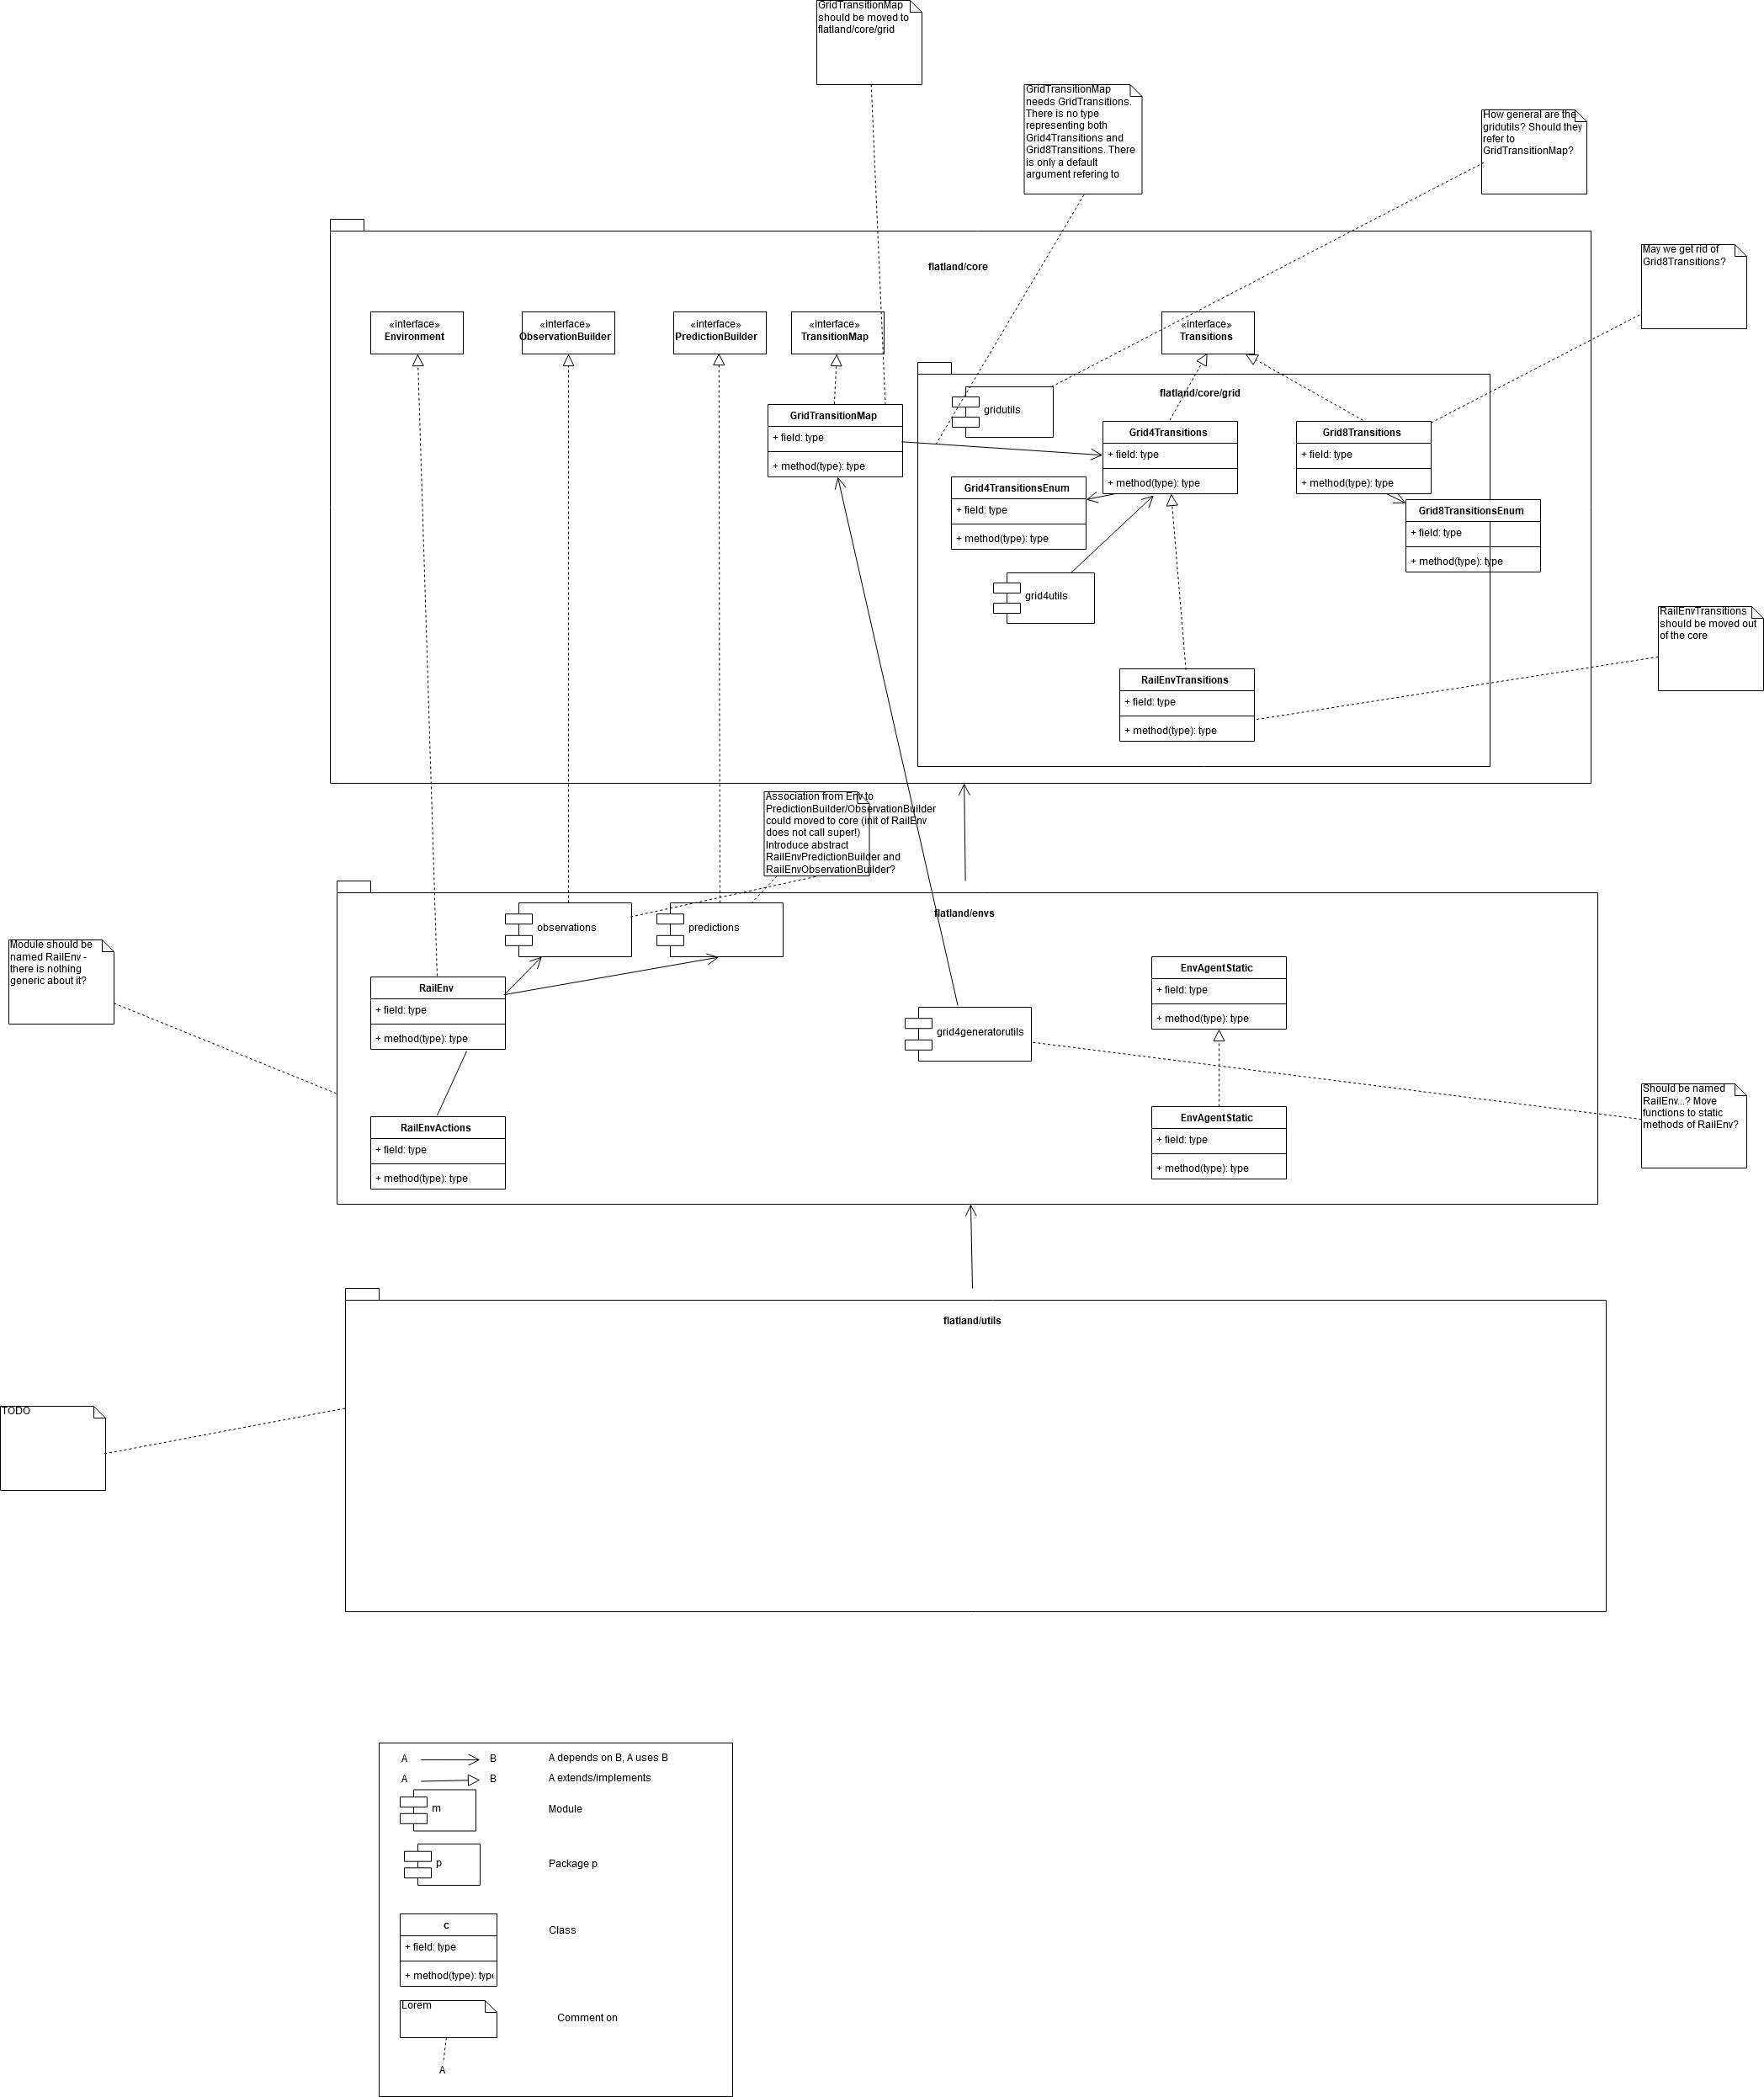 GridTransitionMap
should be moved to
flatland/core/grid
GridTransitionMap
needs GridTransitions.
There is no type
representing both
Grid4Transitions and
Grid8Transitions. There
is only a default
argument refering to
How general are the
gridutils? Should they
refer to
GridTransitionMap?
May we get rid of
Grid8Transitions?
flatland/core
«interface»
Environment
«interface»
ObservationBuilder
«interface»
PredictionBuilder
«interface»
TransitionMap
«interface»
Transitions
flatland/core/grid
gridutils
GridTransitionMap
+ field: type
+ method(type): type
Grid4Transitions
+ field: type
+ method(type): type
Grid8Transitions
+ field: type
+ method(type): type
Grid4TransitionsEnum
+ field: type
+ method(type): type
Grid8TransitionsEnum
+ field: type
+ method(type): type
grid4utils
RailEnvTransitions
should be moved out
of the core
RailEnvTransitions
+ field: type
+ method(type): type
Association from Env to
PredictionBuilder/ObservationBuilder
could moved to core (init of RailEnv
does not call super!)
Introduce abstract
RailEnvPredictionBuilder and
RailEnvObservationBuilder?
flatland/envs
observations
predictions
Module should be
named RailEnv -
there is nothing
generic about it?
RailEnv
+ field: type
+ method(type): type
grid4generatorutils
EnvAgentStatic
+ field: type
+ method(type): type
Should be named
RailEnv...? Move
functions to static
methods of RailEnv?
RailEnvActions
+ field: type
+ method(type): type
EnvAgentStatic
+ field: type
+ method(type): type
flatland/utils
TODO
A
B
A depends on B, A uses B
A
B
A extends/implements
m
Module
p
Package p
c
+ field: type
+ method(type): type
Class
Lorem
Comment on
A